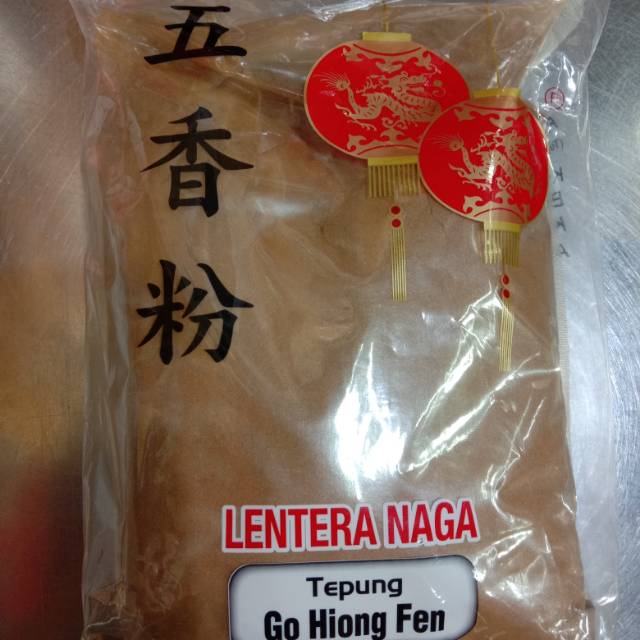 五
香
粉
LENTERA NAGA
Tepung
Go Hiong Fen